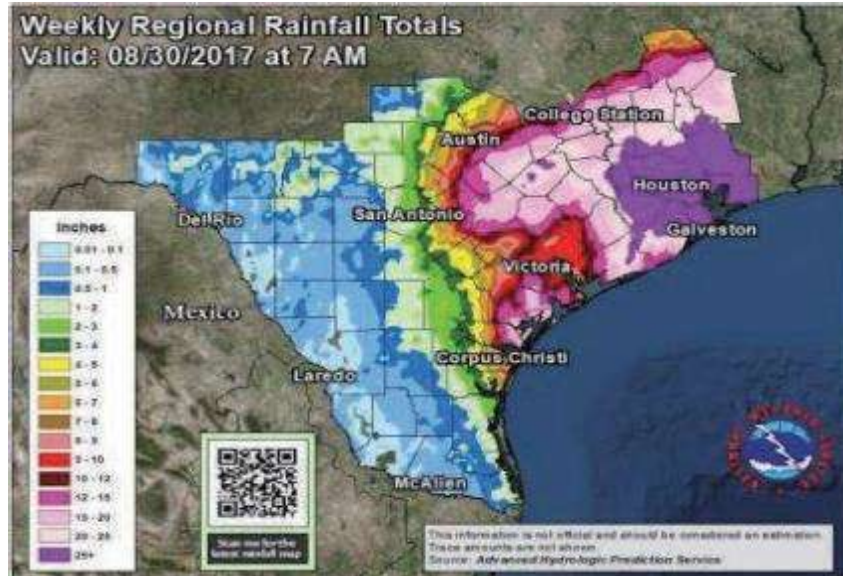 Weekly Regional Rainfall Totals
Valid: 08/30/2017 at 7 AM
College Station
Austin
Houston
Del Rio
San Antonio
Galveston
Victoria
Mexico
Corpus Christi
Laredo
McAllen
Inches
0.01 - 0.1
0.1 - 0.5
0.5 - 1
1 - 2
2 - 3
3 - 4
4 - 5
5 - 6
6 - 7
7 - 8
8 - 9
9 - 10
10 - 12
12 - 15
15 - 20
20 - 25
25+
Scan me for the
latest rainfall map
This information is not official and should be considered an estimation.
Trace amounts are not shown
Source: Advanced Hydrologic Prediction Service